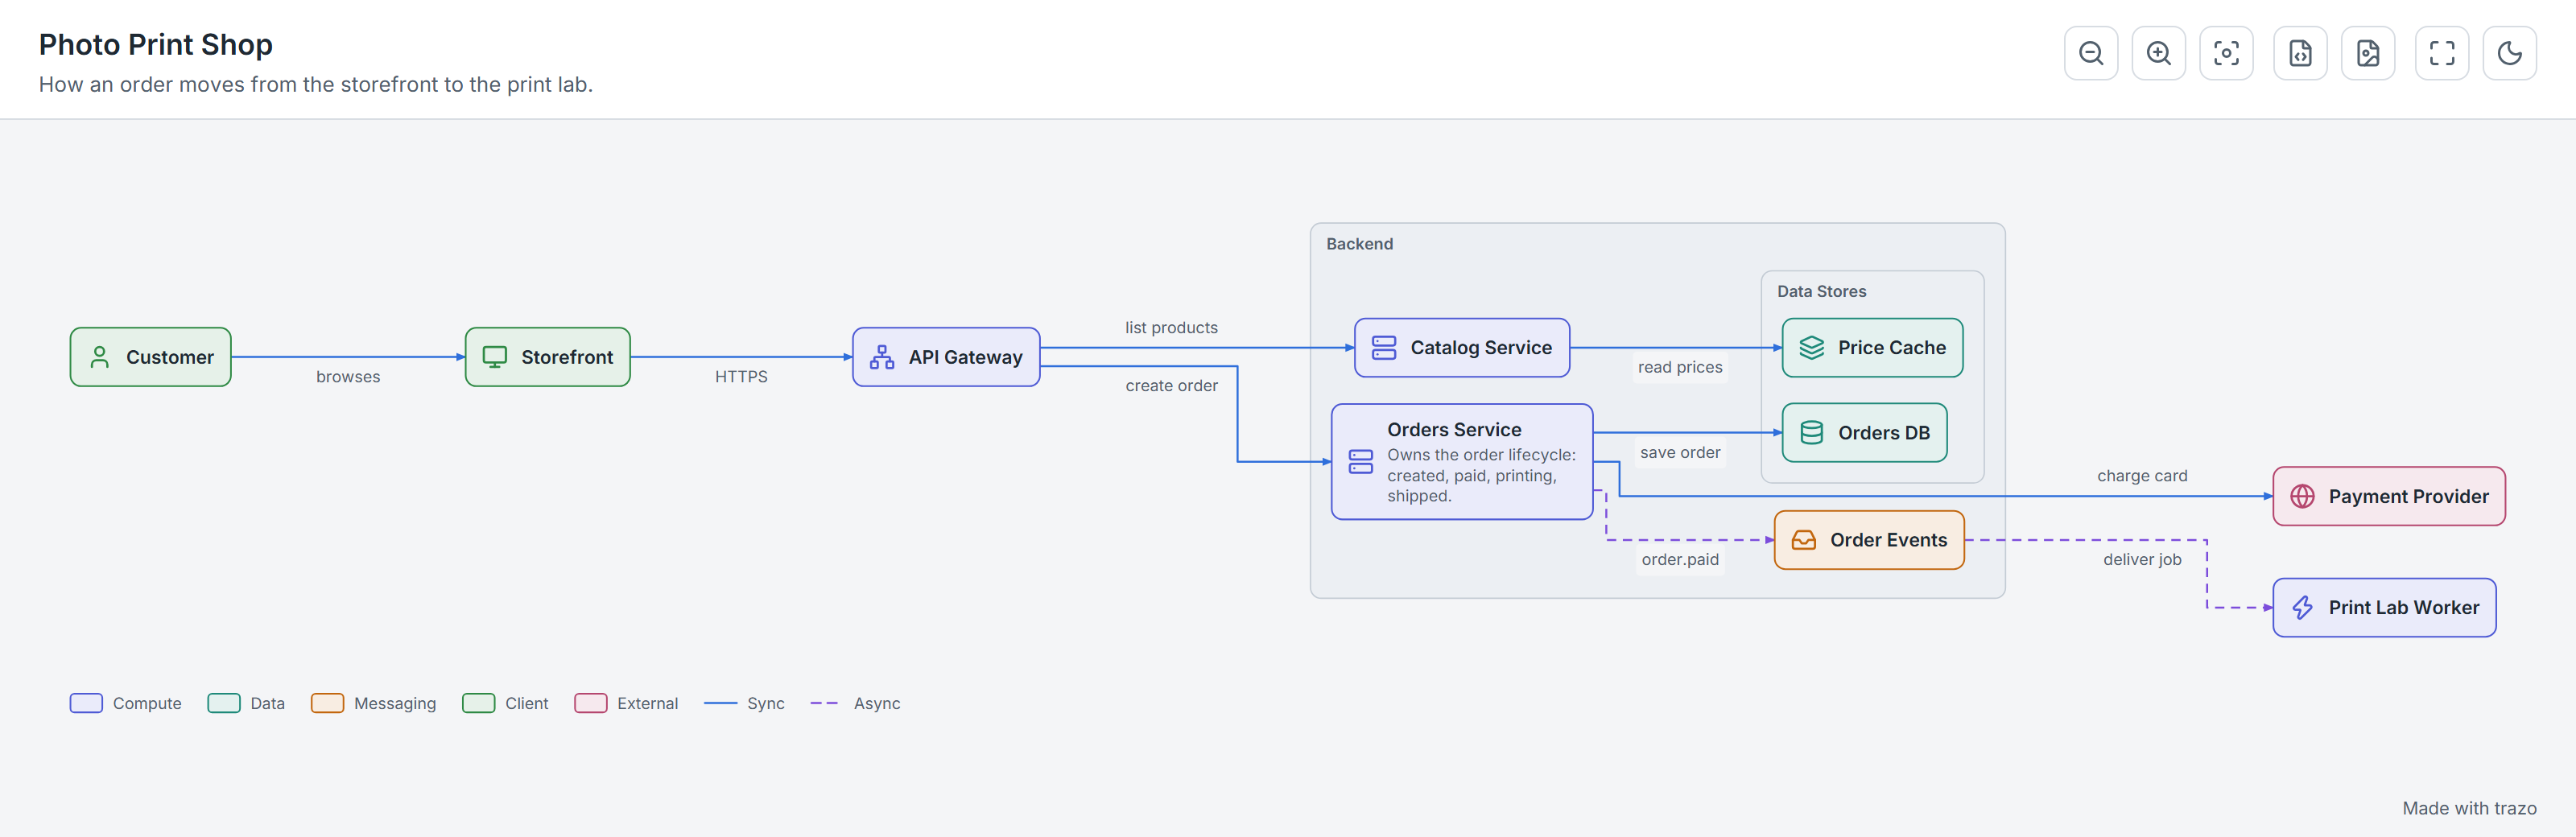 Photo Print Shop
How an order moves from the storefront to the print lab.
Backend
Data Stores
Customer
browses
Storefront
HTTPS
API Gateway
list products
create order
Catalog Service
read prices
Price Cache
Orders Service
Owns the order lifecycle:
created, paid, printing,
shipped.
save order
Orders DB
charge card
Payment Provider
order.paid
Order Events
deliver job
Print Lab Worker
Compute
Data
Messaging
Client
External
Sync
Async
Made with trazo